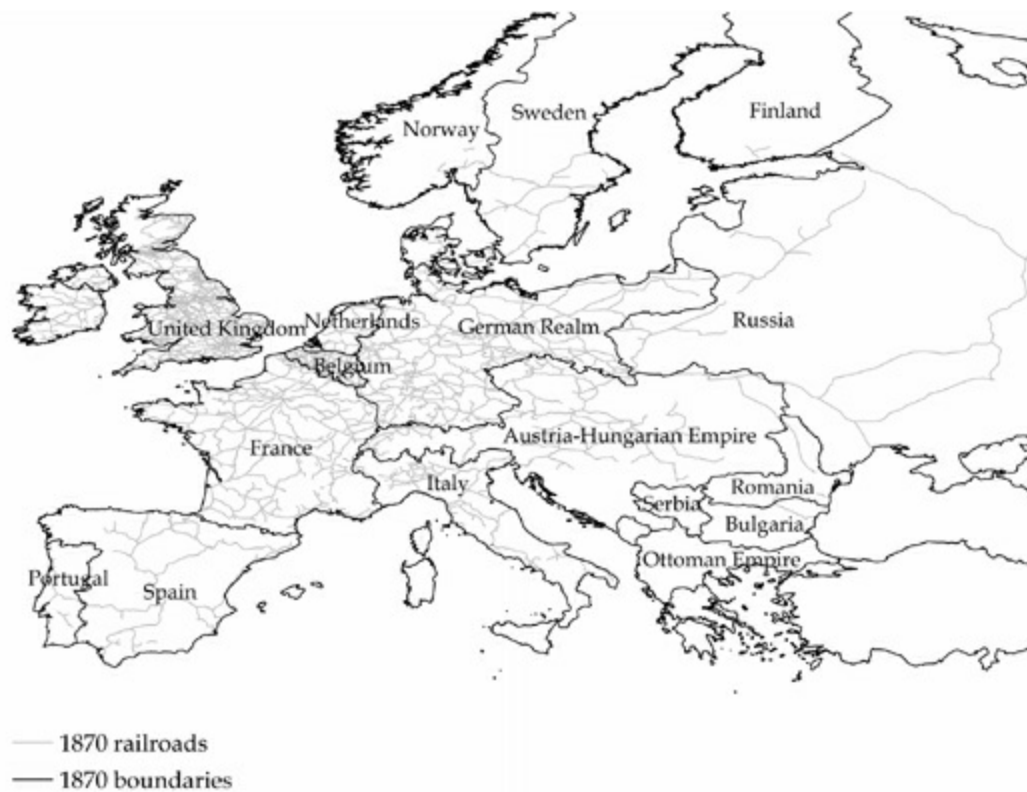 Sweden
Finland
Norway
United Kingdom
Netherlands
German Realm
Russia
Belgium
Austria-Hungarian Empire
France
Italy
Romania
Serbia
Bulgaria
Ottoman Empire
Portugal
Spain
1870 railroads
1870 boundaries